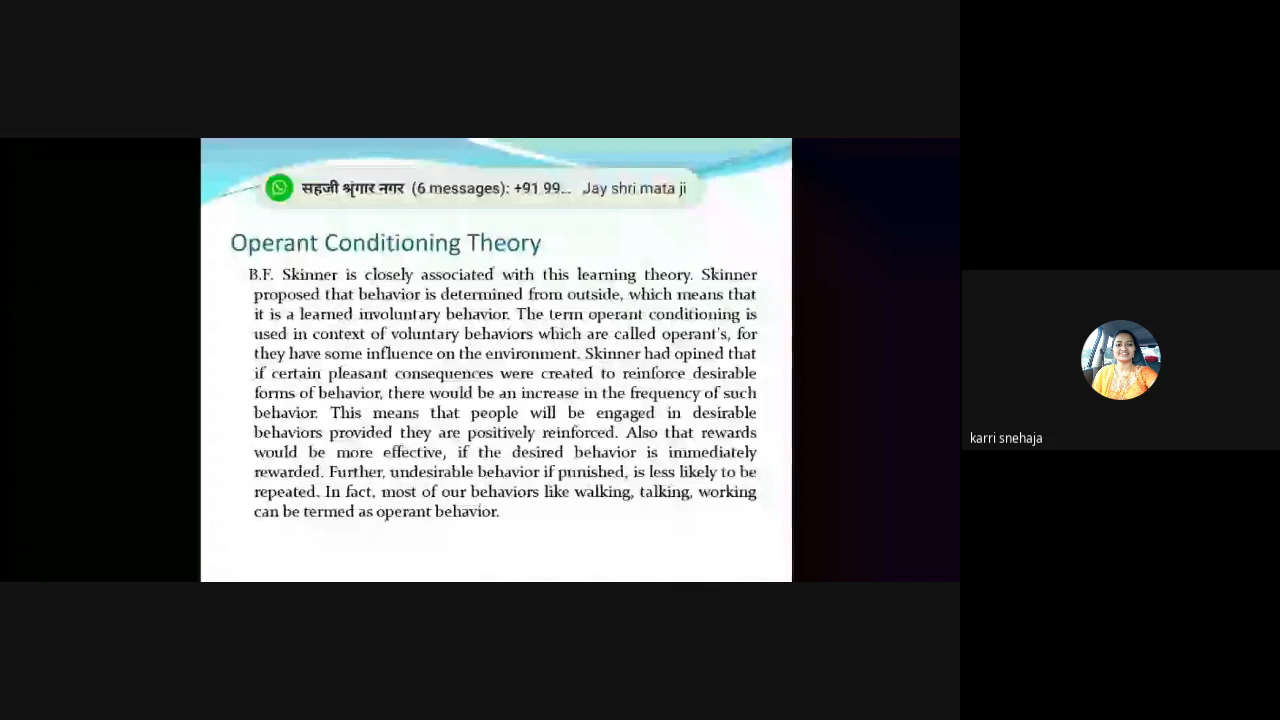 सहजी श्रृंगार नगर (6 messages): +91 99... Jay shri mata ji
Operant Conditioning Theory
B.F. Skinner is closely associated with this learning theory. Skinner
proposed that behavior is determined from outside, which means that
it is a learned involuntary behavior. The term operant conditioning is
used in context of voluntary behaviors which are called operant's, for
they have some influence on the environment. Skinner had opined that
if certain pleasant consequences were created to reinforce desirable
forms of behavior, there would be an increase in the frequency of such
behavior. This means that people will be engaged in desirable
behaviors provided they are positively reinforced. Also that rewards
would be more effective, if the desired behavior is immediately
rewarded. Further, undesirable behavior if punished, is less likely to be
repeated. In fact, most of our behaviors like walking, talking, working
can be termed as operant behavior.
karri snehaja